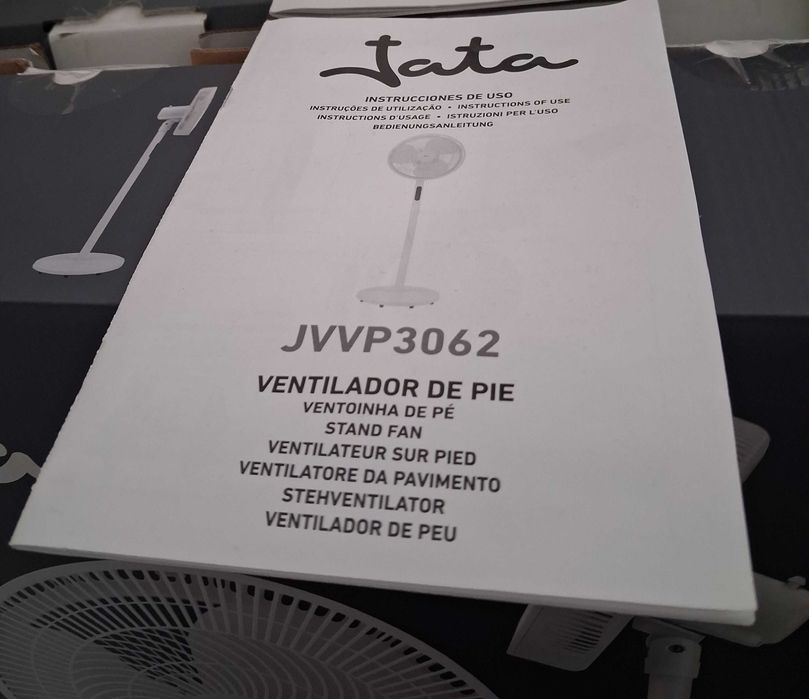 Jata
INSTRUCCIONES DE USO
INSTRUÇÕES DE UTILIZAÇÃO • INSTRUCTIONS OF USE
INSTRUCTIONS D'USAGE • ISTRUZIONI PER L'USO
BEDIENUNGSANLEITUNG
JVVP3062
VENTILADOR DE PIE
VENTOINHA DE PÉ
STAND FAN
VENTILATEUR SUR PIED
VENTILATORE DA PAVIMENTO
STEHVENTILATOR
VENTILADOR DE PEU